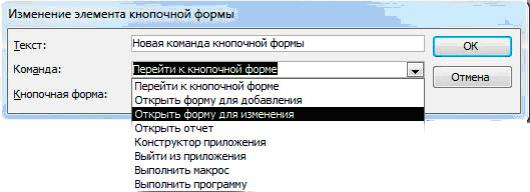 Изменение элемента кнопочной формы
Текст: Новая команда кнопочной формы
ОК
Команда: Перейти к кнопочной форме
Отмена
Кнопочная форма:
Перейти к кнопочной форме
Открыть форму для добавления
Открыть форму для изменения
Открыть отчет
Конструктор приложения
Выйти из приложения
Выполнить макрос
Выполнить программу